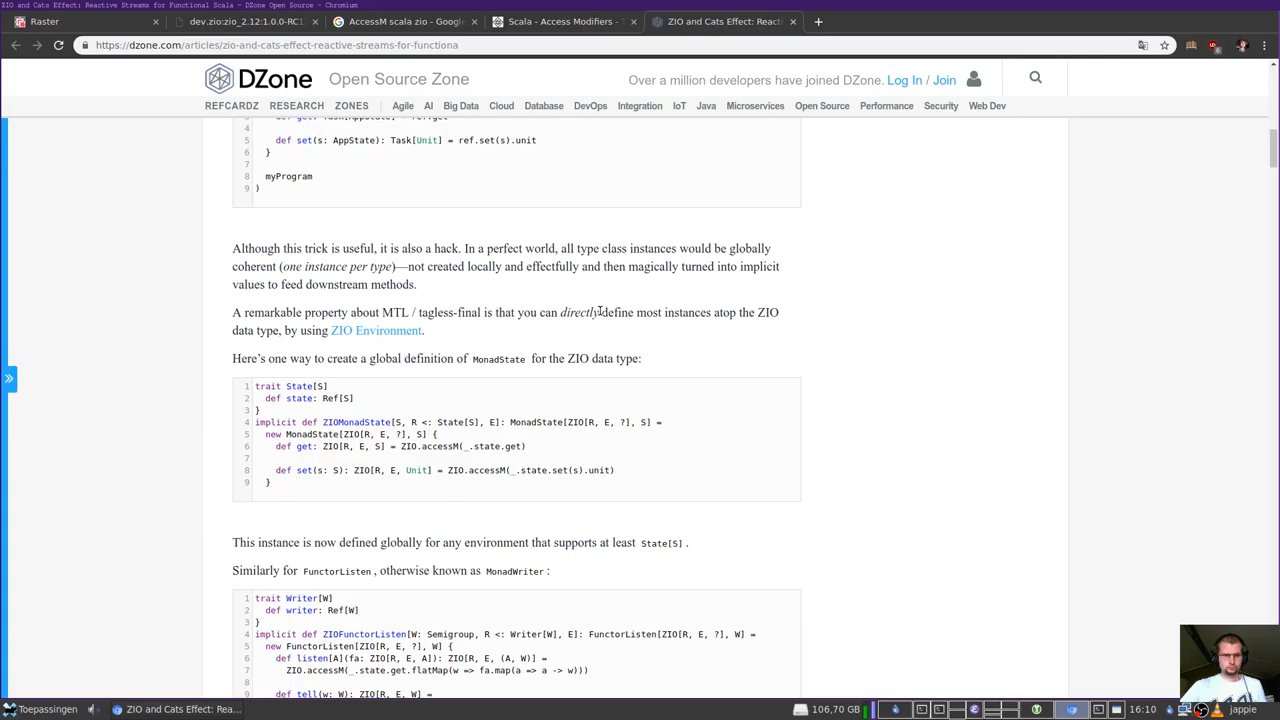 ZIO and Cats Effect: Reactive Streams for Functional Scala - DZone Open Source - Chromium
Raster
dev.zio:zio_2.12:1.0.0-RC1
AccessM scala zio - Google
Scala - Access Modifiers - T
ZIO and Cats Effect: Reacti
https://dzone.com/articles/zio-and-cats-effect-reactive-streams-for-functiona
DZone Open Source Zone
Over a million developers have joined DZone. Log In / Join
REFCARDZ RESEARCH ZONES Agile AI Big Data Cloud Database DevOps Integration IoT Java Microservices Open Source Performance Security Web Dev
3 def get: Task[AppState] = ref.get
4
5 def set(s: AppState): Task[Unit] = ref.set(s).unit
6 }
7
8 myProgram
9 )
Although this trick is useful, it is also a hack. In a perfect world, all type class instances would be globally
coherent (one instance per type)—not created locally and effectfully and then magically turned into implicit
values to feed downstream methods.
A remarkable property about MTL / tagless-final is that you can directly define most instances atop the ZIO
data type, by using ZIO Environment.
Here's one way to create a global definition of MonadState for the ZIO data type:
1 trait State[S]
2 def state: Ref[S]
3 }
4 implicit def ZIOMonadState[S, R <: State[S], E]: MonadState[ZIO[R, E, ?], S] =
5 new MonadState[ZIO[R, E, ?], S] {
6 def get: ZIO[R, E, S] = ZIO.accessM(_.state.get)
7
8 def set(s: S): ZIO[R, E, Unit] = ZIO.accessM(_.state.set(s).unit)
9 }
This instance is now defined globally for any environment that supports at least State[S] .
Similarly for FunctorListen , otherwise known as MonadWriter :
1 trait Writer[W]
2 def writer: Ref[W]
3 }
4 implicit def ZIOFunctorListen[W: Semigroup, R <: Writer[W], E]: FunctorListen[ZIO[R, E, ?], W] =
5 new FunctorListen[ZIO[R, E, ?], W] {
6 def listen[A](fa: ZIO[R, E, A]): ZIO[R, E, (A, W)] =
7 ZIO.accessM(_.state.get.flatMap(w => fa.map(a => a -> w)))
8
9 def tell(w: W): ZIO[R, E, W] =
Toepassingen
ZIO and Cats Effect: Rea...
106,70 GB
16:10
jappie